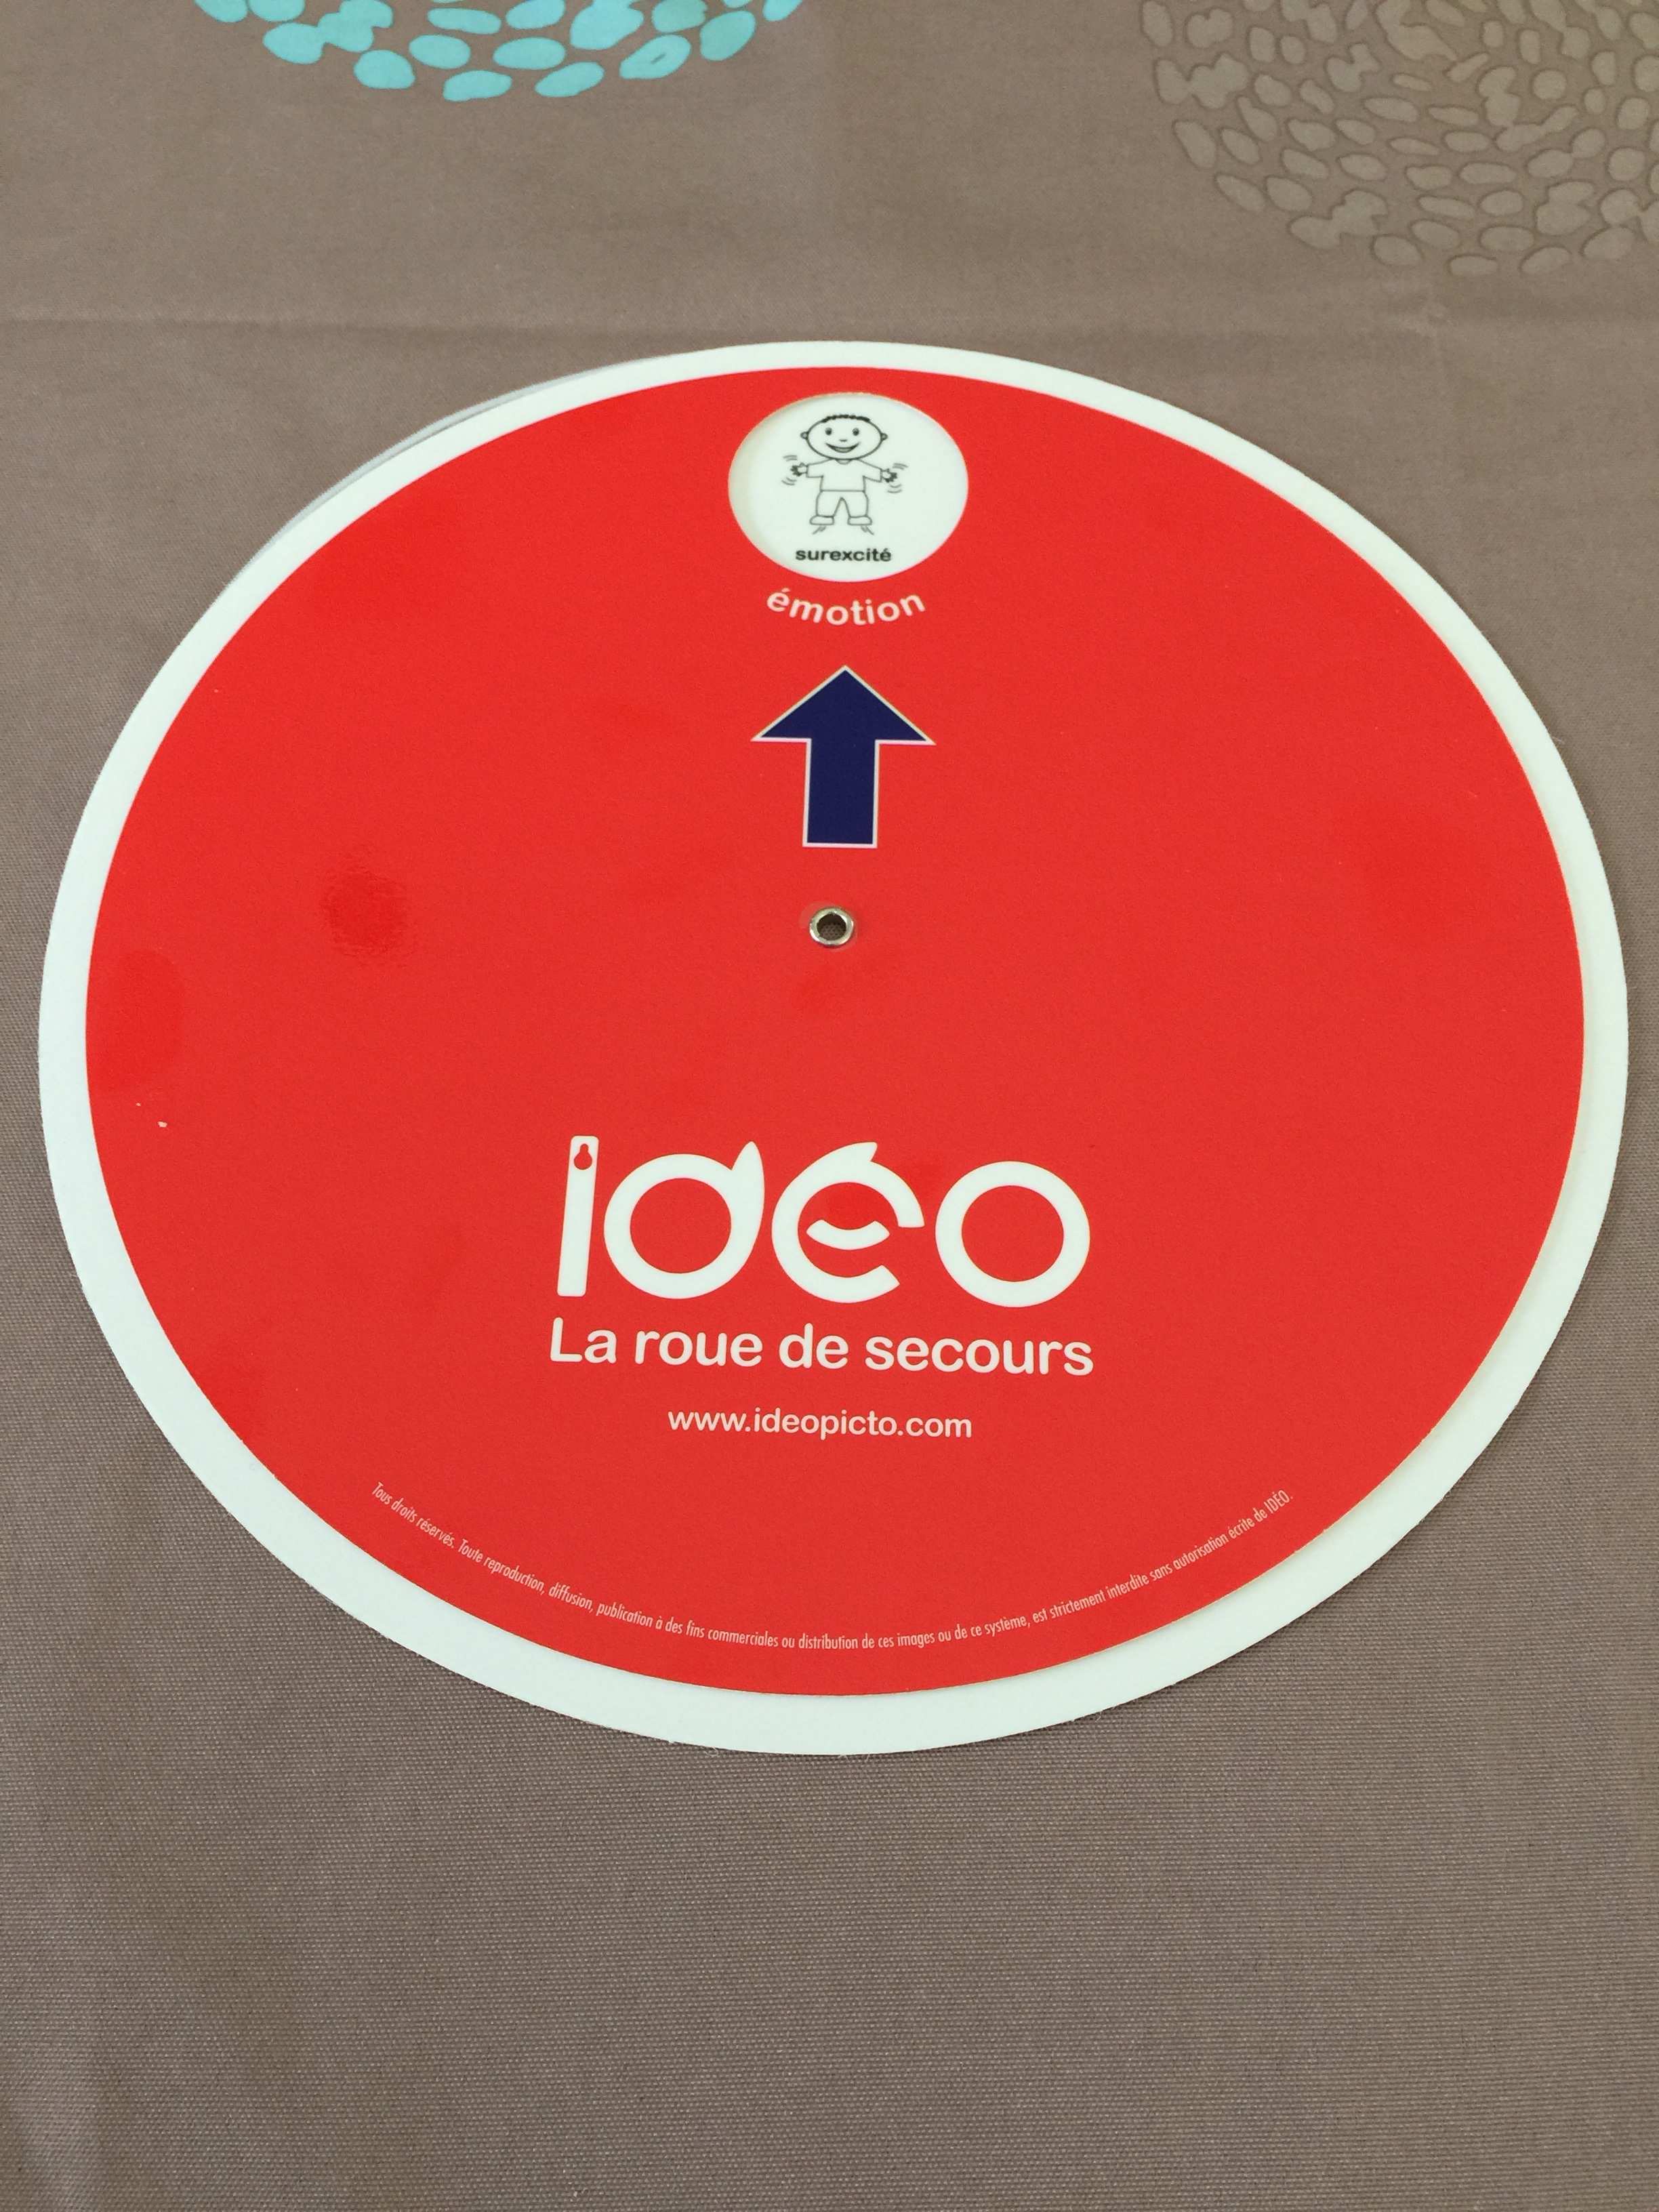 surexcité
émotion
idéo
La roue de secours
www.ideopicto.com
Tous droits réservés. Toute reproduction, diffusion, publication à des fins commerciales ou distribution de ces images ou de ce système, est strictement interdite sans autorisation écrite de IDÉO.